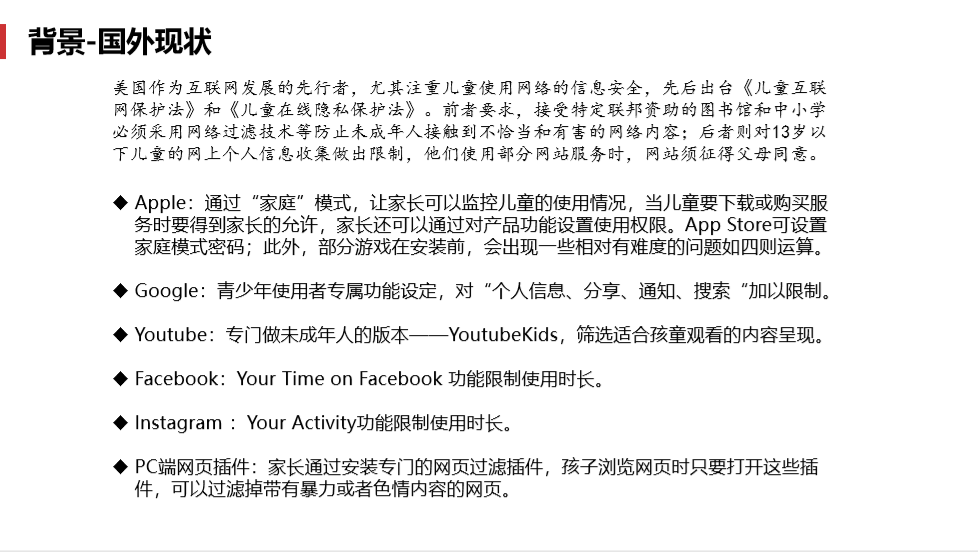 背景-国外现状
美国作为互联网发展的先行者，尤其注重儿童使用网络的信息安全，先后出台《儿童互联
网保护法》和《儿童在线隐私保护法》。前者要求，接受特定联邦资助的图书馆和中小学
必须采用网络过滤技术等防止未成年人接触到不恰当和有害的网络内容；后者则对13岁以
下儿童的网上个人信息收集做出限制，他们使用部分网站服务时，网站须征得父母同意。
◆ Apple：通过“家庭”模式，让家长可以监控儿童的使用情况，当儿童要下载或购买服
务时要得到家长的允许，家长还可以通过对产品功能设置使用权限。App Store可设置
家庭模式密码；此外，部分游戏在安装前，会出现一些相对有难度的问题如四则运算。
◆ Google：青少年使用者专属功能设定，对“个人信息、分享、通知、搜索“加以限制。
◆ Youtube：专门做未成年人的版本——YoutubeKids，筛选适合孩童观看的内容呈现。
◆ Facebook：Your Time on Facebook 功能限制使用时长。
◆ Instagram ：Your Activity功能限制使用时长。
◆ PC端网页插件：家长通过安装专门的网页过滤插件，孩子浏览网页时只要打开这些插
件，可以过滤掉带有暴力或者色情内容的网页。